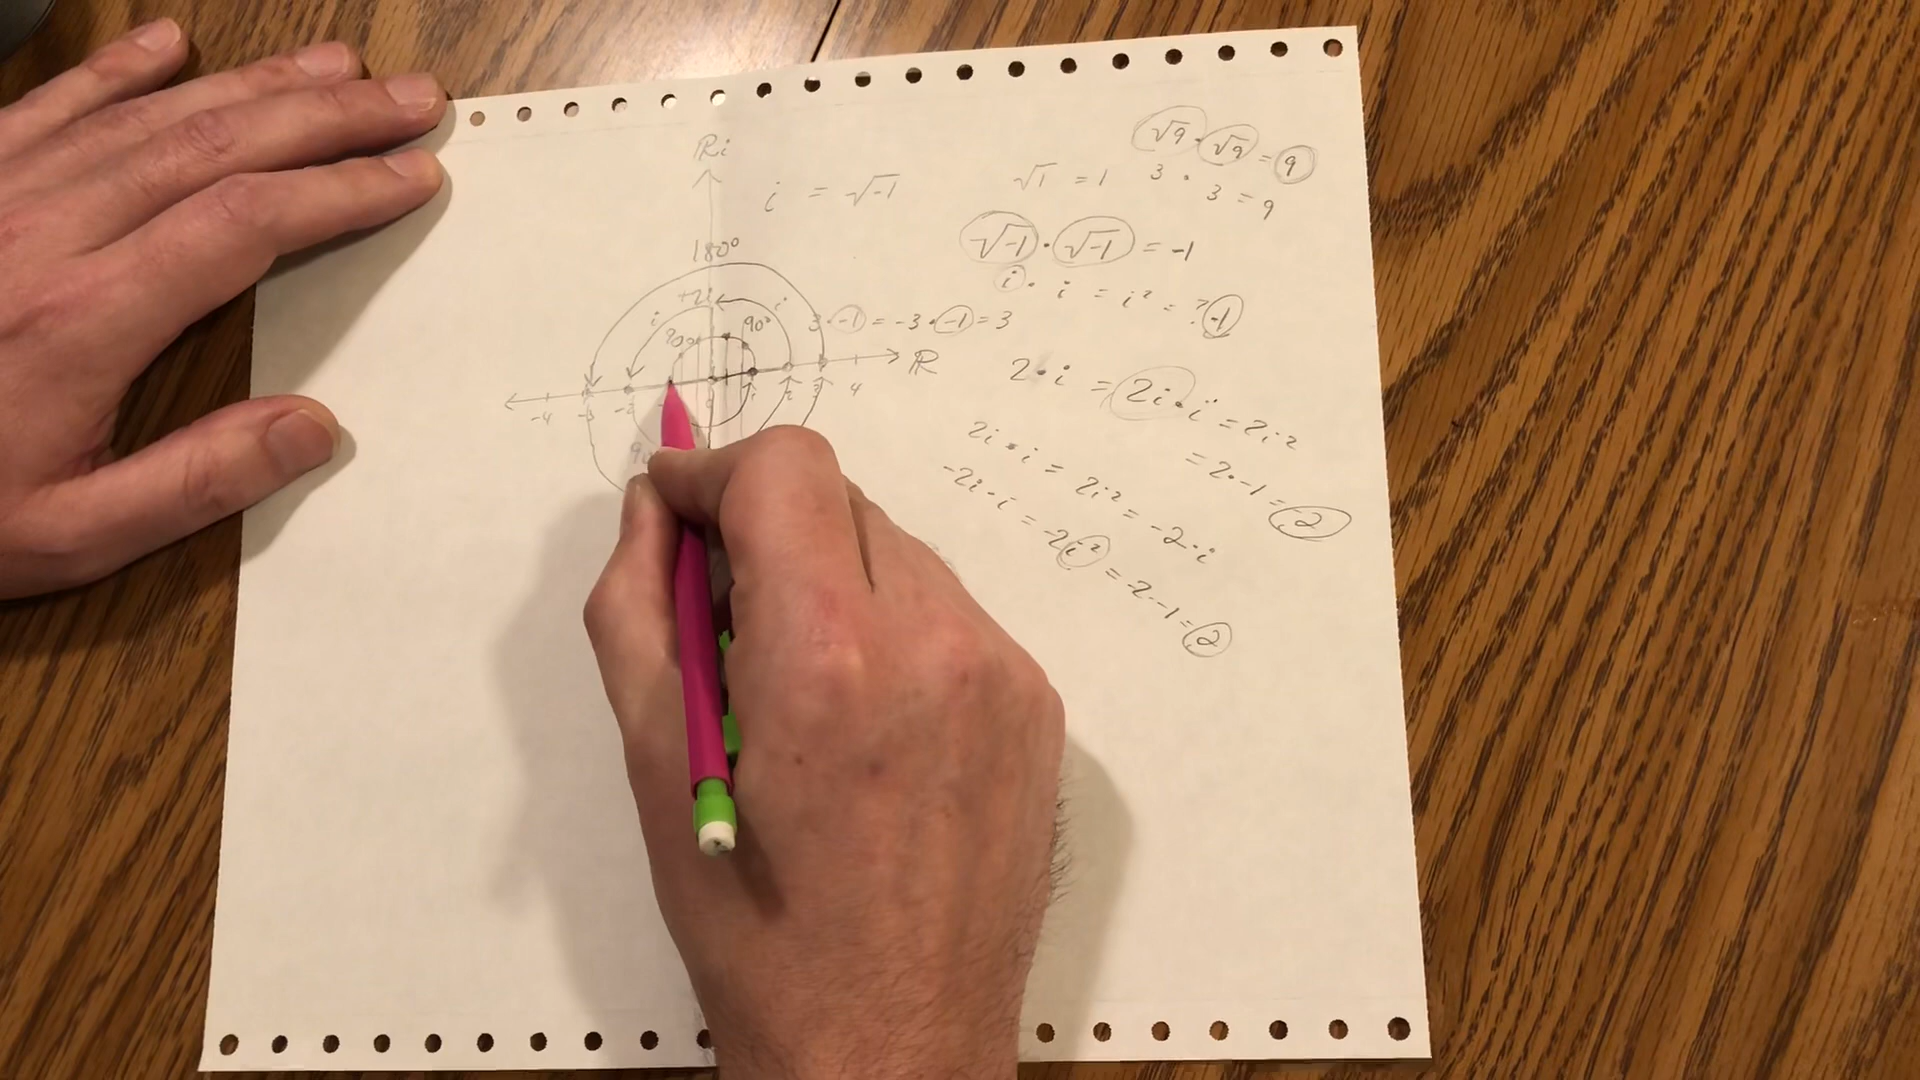 Ri
i = √-1
√1 = 1
√9 · √9 = 9
3 · 3 = 9
√-1 · √-1 = -1
i · i = i² = ? -1
180°
+2i
i
i
90°
90°
3 · -1 = -3 · -1 = 3
R
-4 -3 -2 0 1 2 3 4
90
2 · i = 2i · i = 2i²
= 2 · -1 = -2
2i · i = 2i² = -2 · i
-2i · i = -2i² = -2 · -1 = 2